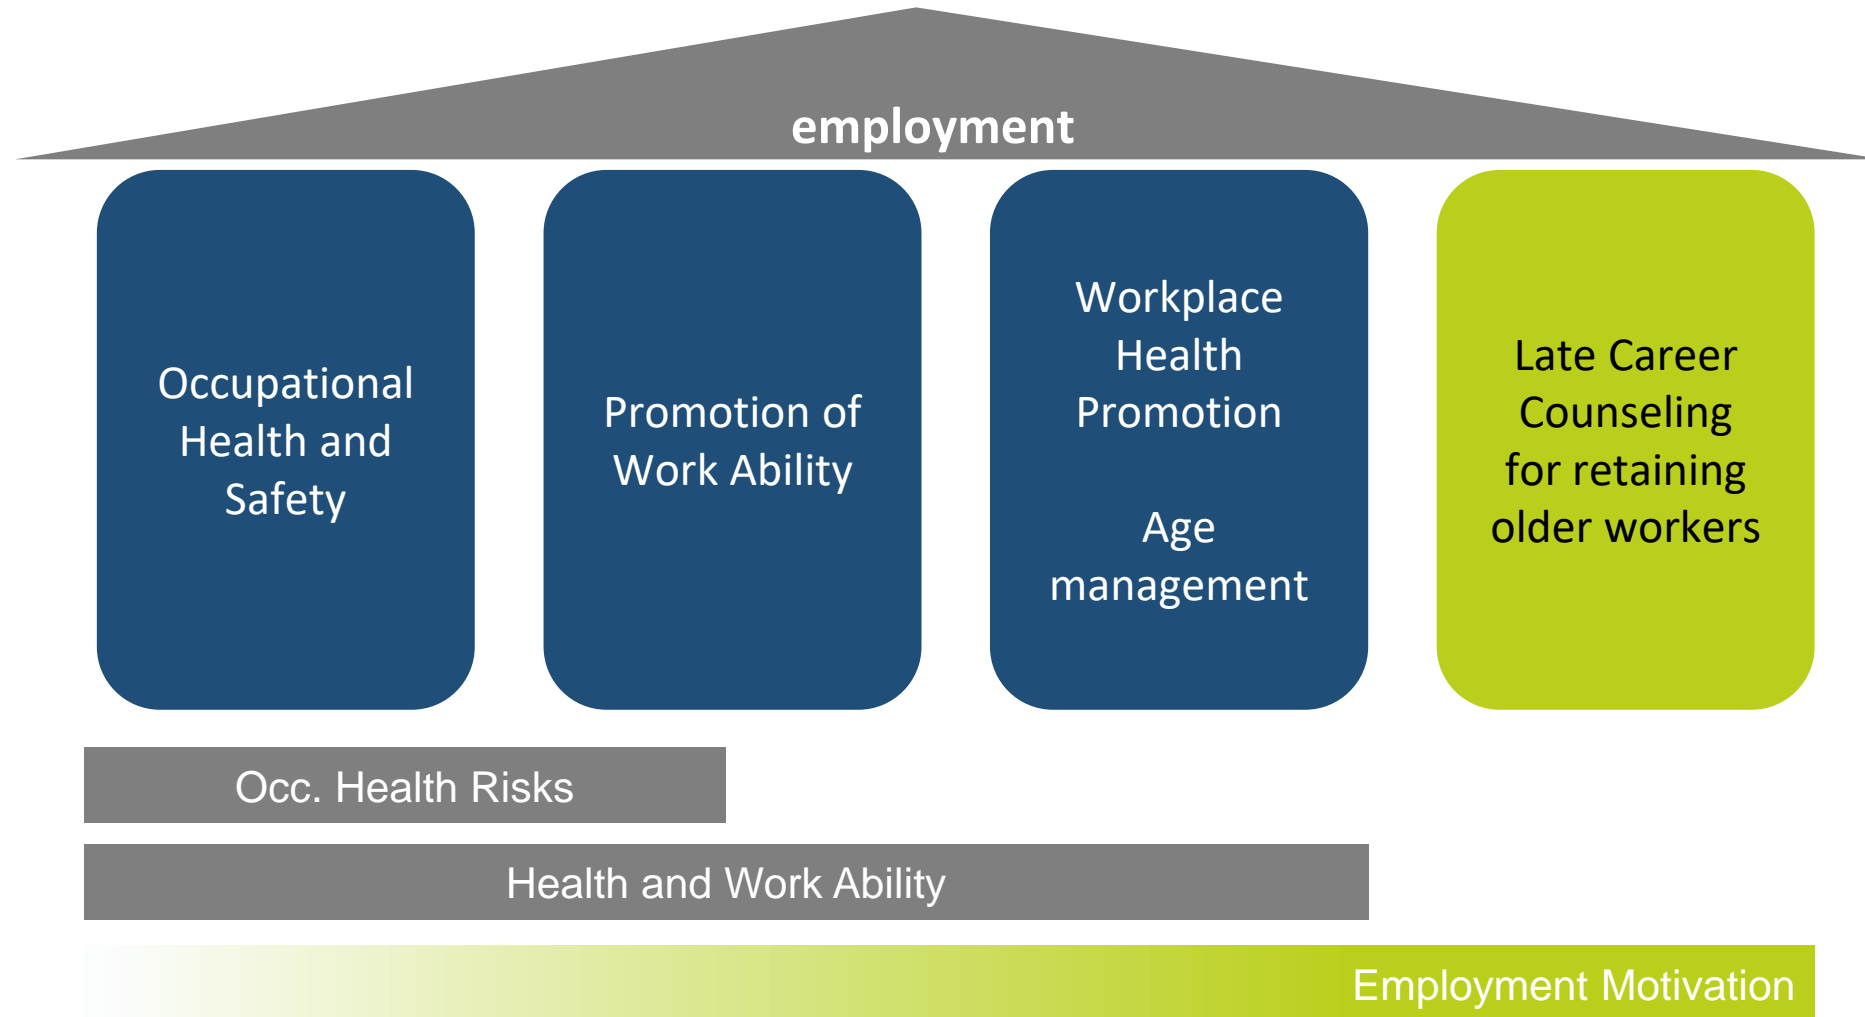 employment
Occupational
Health and
Safety
Promotion of
Work Ability
Workplace
Health
Promotion
Age
management
Late Career
Counseling
for retaining
older workers
Occ. Health Risks
Health and Work Ability
Employment Motivation